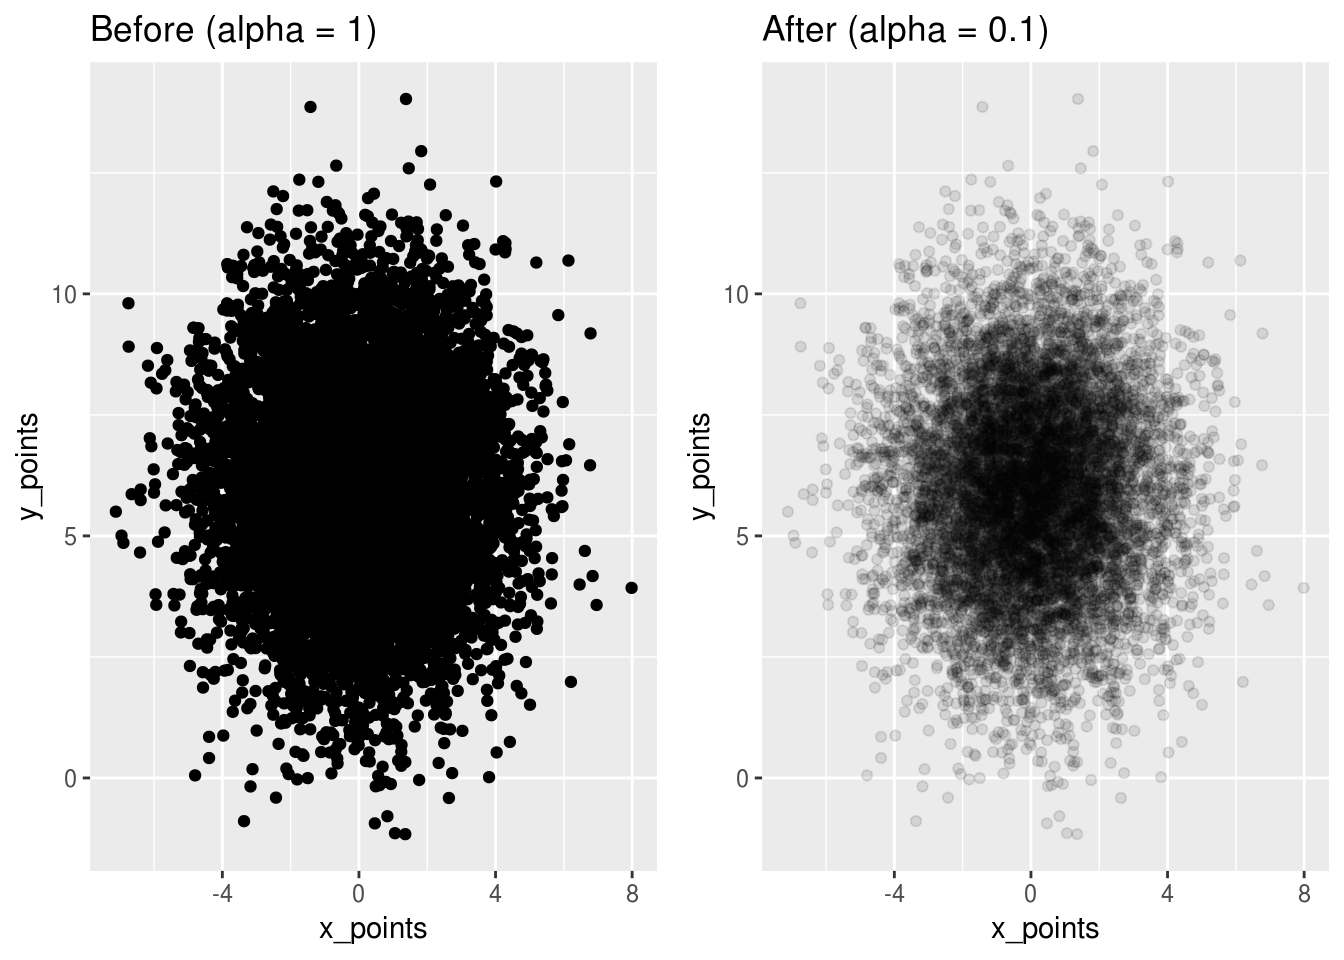 Before (alpha = 1)
10
5
0
y_points
-4
0
4
8
x_points
After (alpha = 0.1)
10
5
0
y_points
-4
0
4
8
x_points